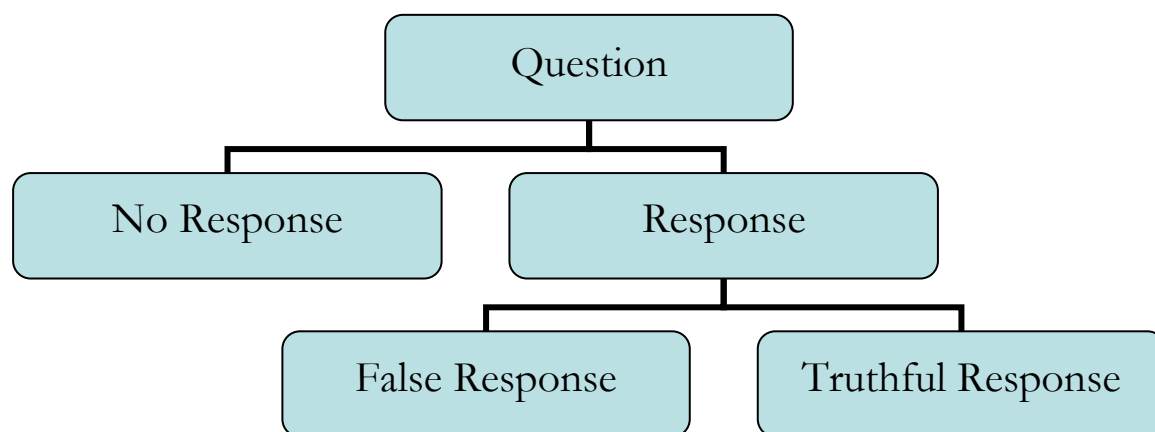 Question
No Response
Response
False Response
Truthful Response